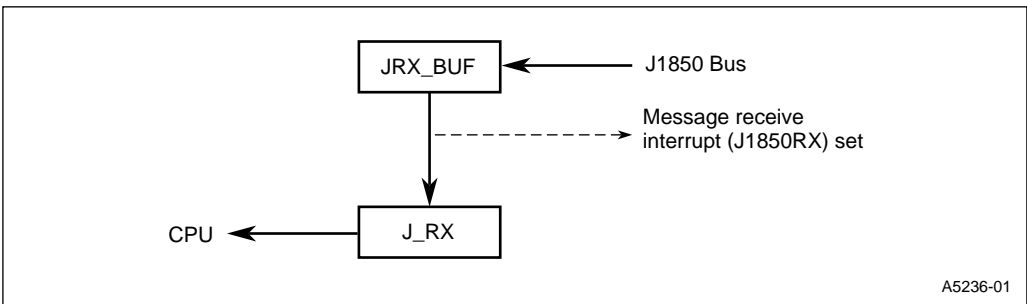 JRX_BUF
J1850 Bus
Message receive
interrupt (J1850RX) set
CPU
J_RX
A5236-01